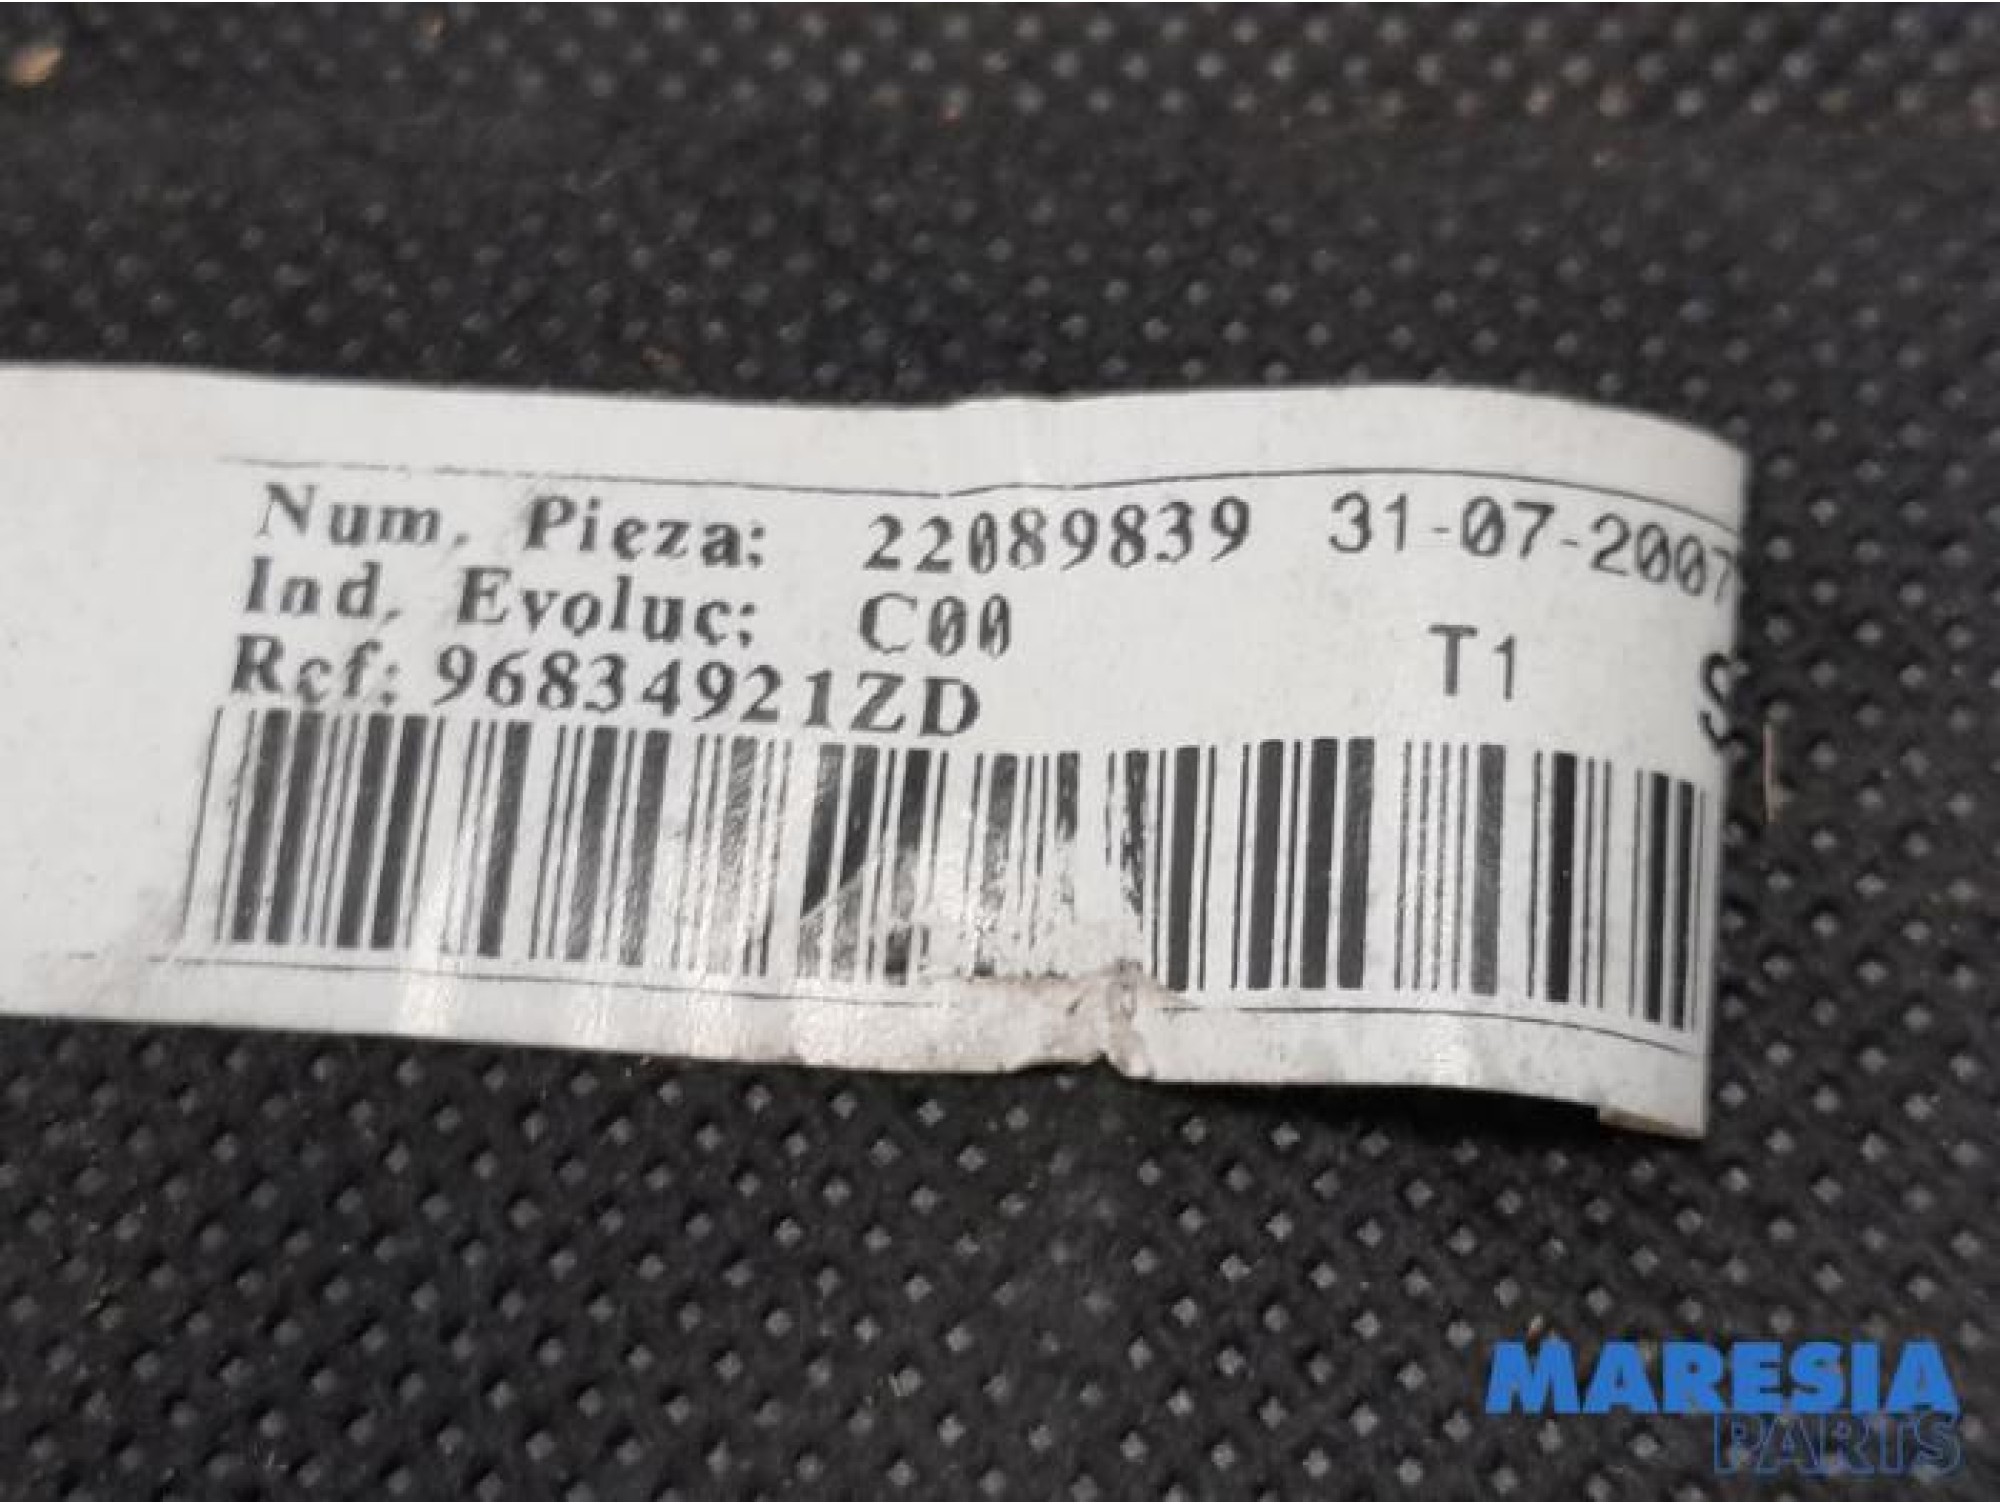 Num. Pieza: 22089839 31-07-2007
Ind. Evoluc: C00 T1 S
Ref: 96834921ZD
MARESIA
PARTS